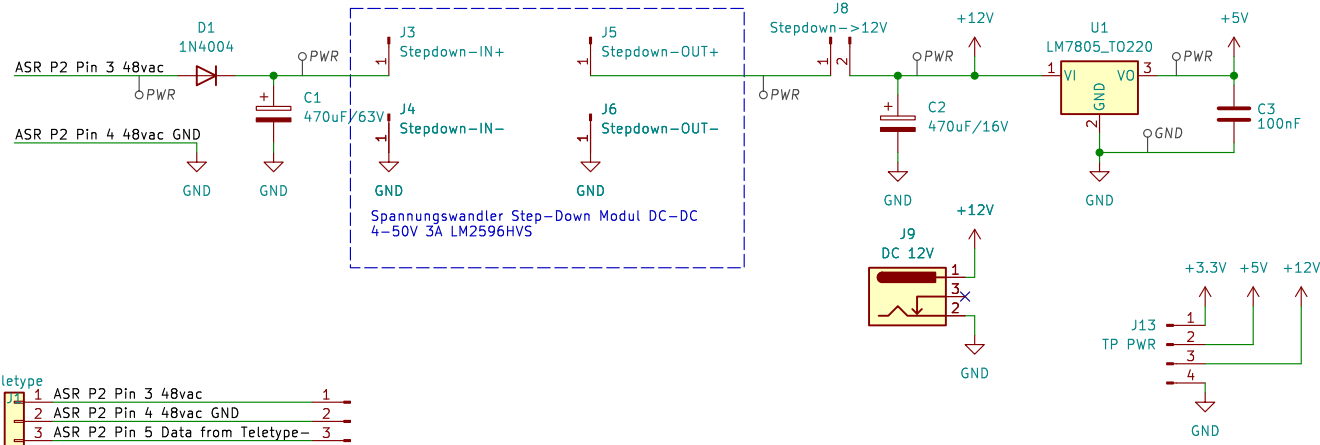 D1
1N4004
ASR P2 Pin 3 48vac
PWR
PWR
+
C1
470uF/63V
ASR P2 Pin 4 48vac GND
GND
GND
J3
Stepdown-IN+
1
J4
Stepdown-IN-
1
GND
J5
Stepdown-OUT+
1
J6
Stepdown-OUT-
1
GND
Spannungswandler Step-Down Modul DC-DC
4-50V 3A LM2596HVS
PWR
J8
Stepdown->12V
1
2
PWR
+12V
+
C2
470uF/16V
GND
U1
LM7805_TO220
1
VI
VO
3
GND
2
GND
PWR
+5V
GND
C3
100nF
+12V
J9
DC 12V
1
3
2
GND
+3.3V
+5V
+12V
J13
TP PWR
1
2
3
4
GND
letype
J1
1 ASR P2 Pin 3 48vac 1
2 ASR P2 Pin 4 48vac GND 2
3 ASR P2 Pin 5 Data from Teletype- 3